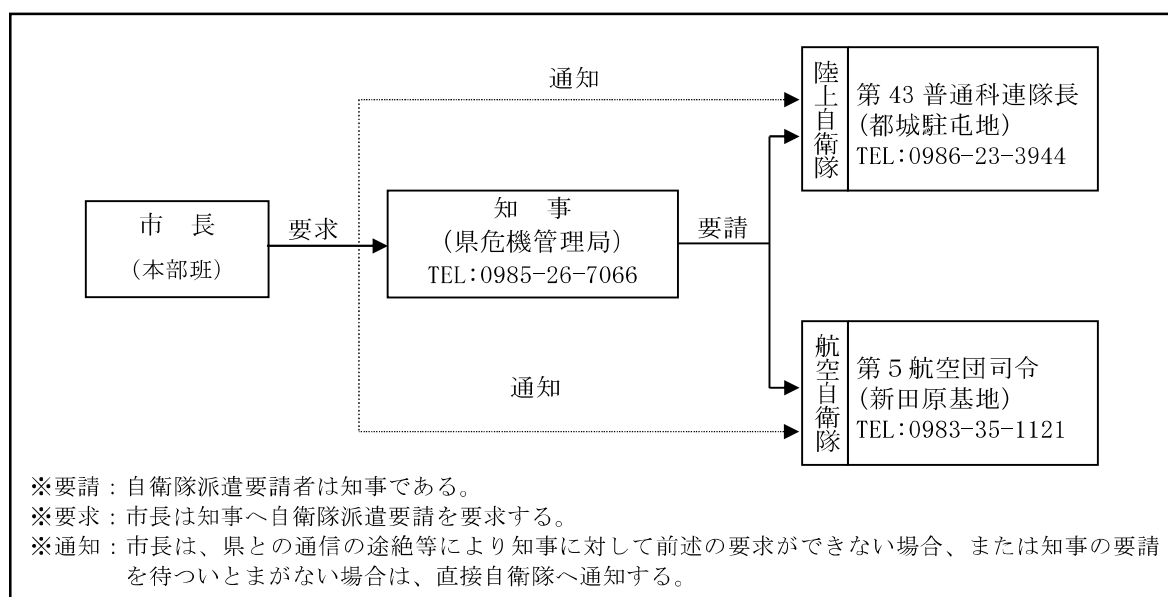 通知
陸上自衛隊
第 43 普通科連隊長
(都城駐屯地)
TEL:0986-23-3944
市 長
(本部班)
要求
知 事
(県危機管理局)
TEL:0985-26-7066
要請
通知
航空自衛隊
第5航空団司令
(新田原基地)
TEL:0983-35-1121
※要請:自衛隊派遣要請者は知事である。
※要求:市長は知事へ自衛隊派遣要請を要求する。
※通知:市長は、県との通信の途絶等により知事に対して前述の要求ができない場合、または知事の要請
を待ついとまがない場合は、直接自衛隊へ通知する。